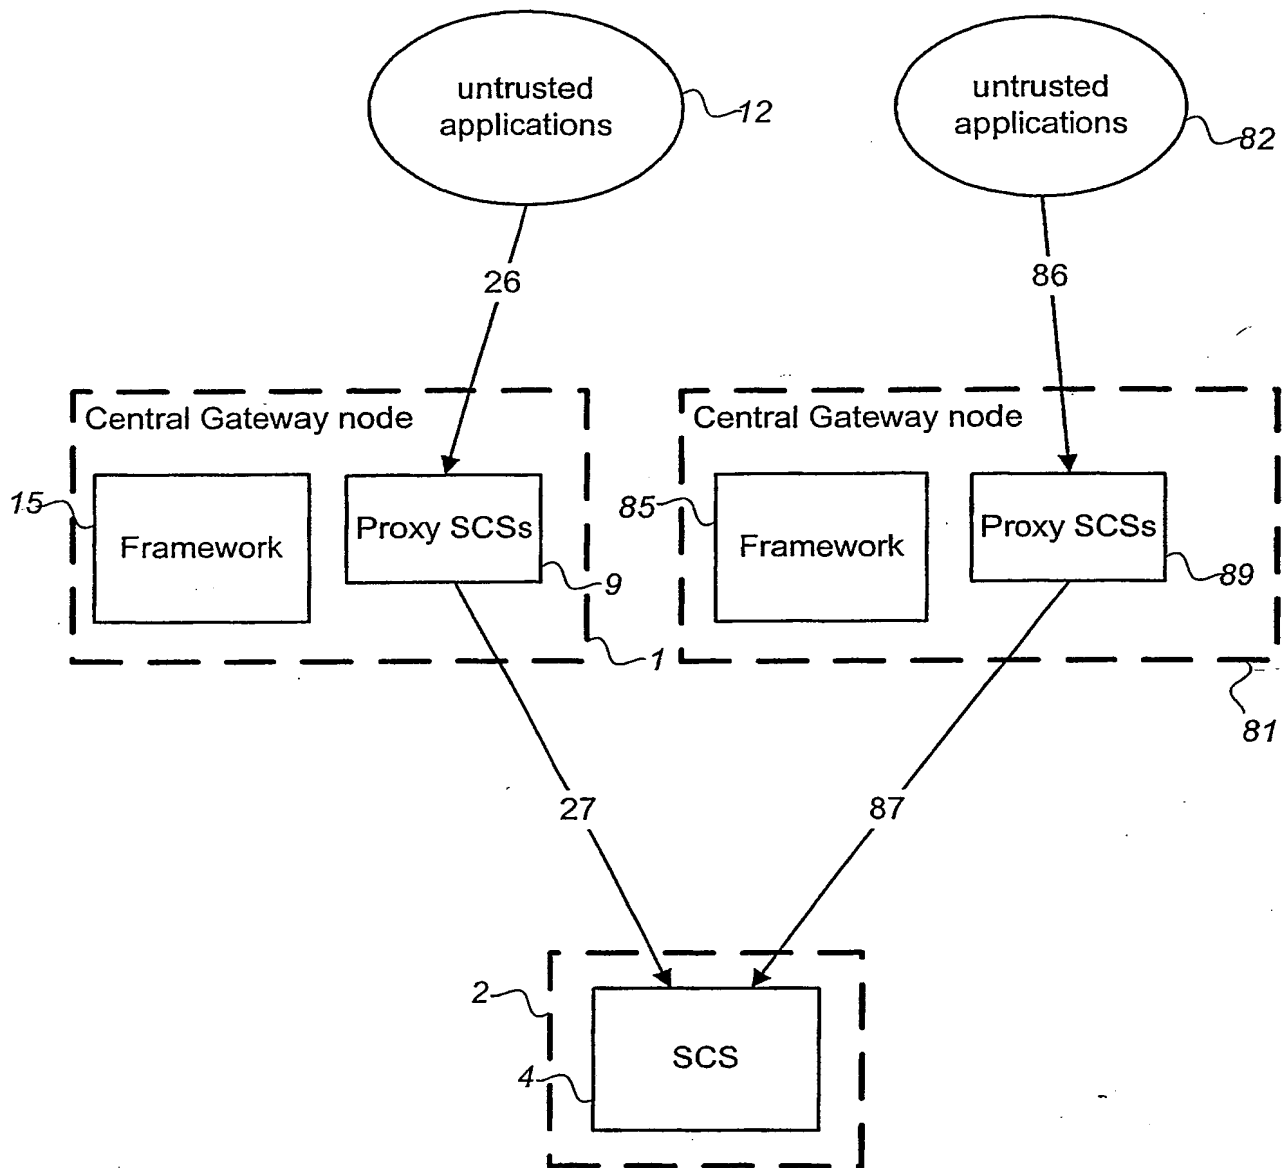 untrusted
applications
12
untrusted
applications
82
26
86
Central Gateway node
Central Gateway node
15
Framework
Proxy SCSs
9
1
85
Framework
Proxy SCSs
89
81
27
87
2
SCS
4